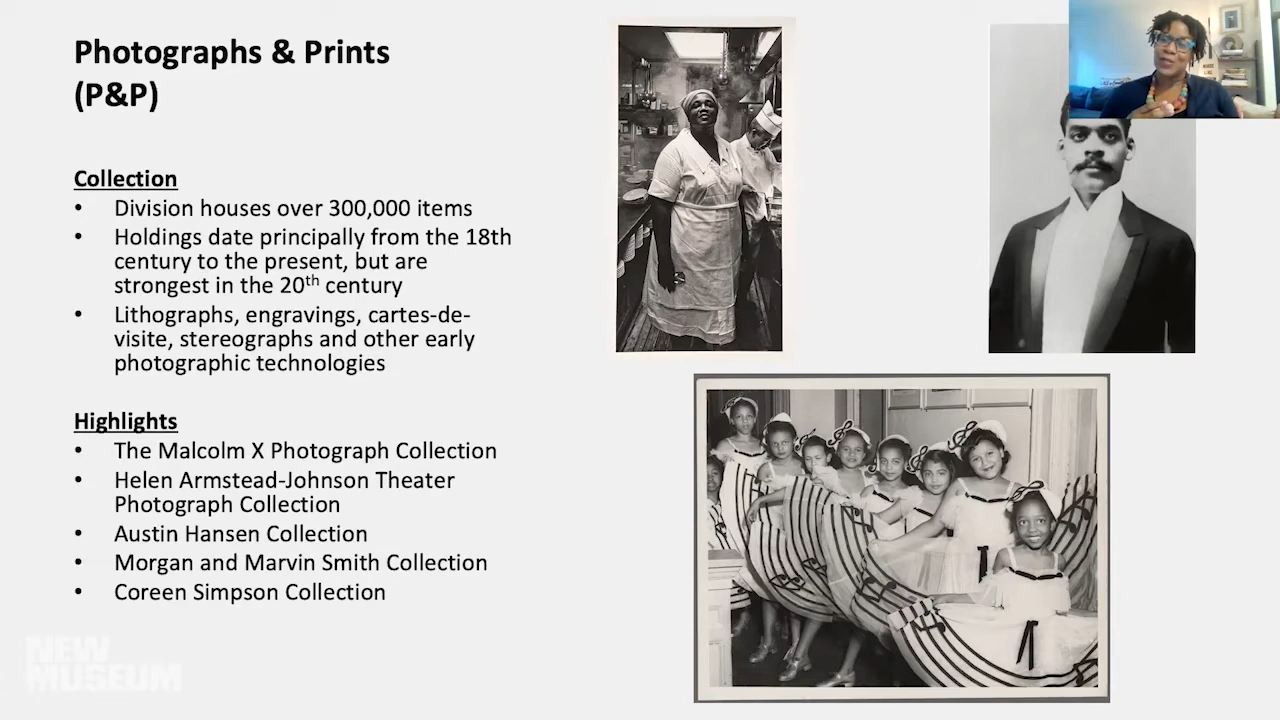 Photographs & Prints
(P&P)
Collection
• Division houses over 300,000 items
• Holdings date principally from the 18th
century to the present, but are
strongest in the 20th century
• Lithographs, engravings, cartes-de-
visite, stereographs and other early
photographic technologies
Highlights
• The Malcolm X Photograph Collection
• Helen Armstead-Johnson Theater
Photograph Collection
• Austin Hansen Collection
• Morgan and Marvin Smith Collection
• Coreen Simpson Collection
NEW
MUSEUM